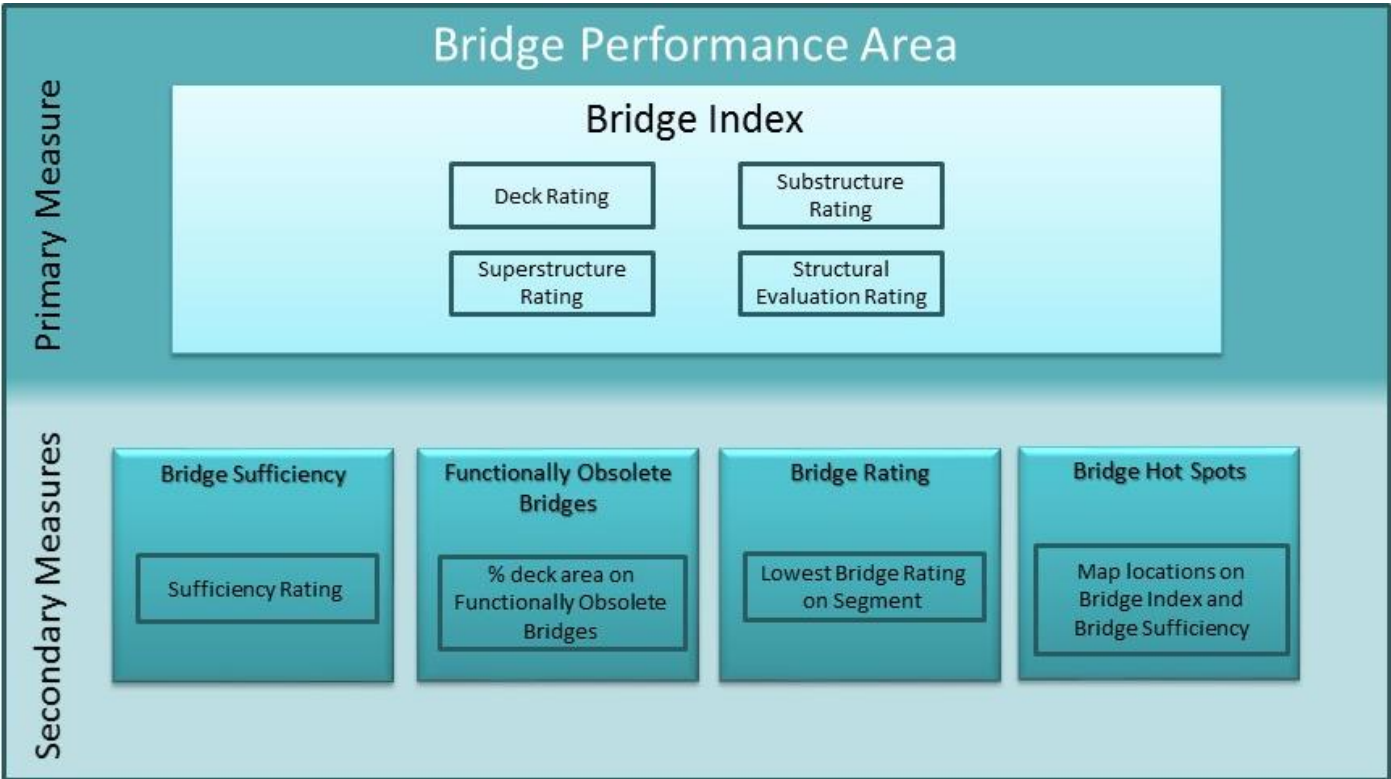 Bridge Performance Area
Primary Measure
Bridge Index
Deck Rating
Substructure
Rating
Superstructure
Rating
Structural
Evaluation Rating
Secondary Measures
Bridge Sufficiency
Sufficiency Rating
Functionally Obsolete
Bridges
% deck area on
Functionally Obsolete
Bridges
Bridge Rating
Lowest Bridge Rating
on Segment
Bridge Hot Spots
Map locations on
Bridge Index and
Bridge Sufficiency